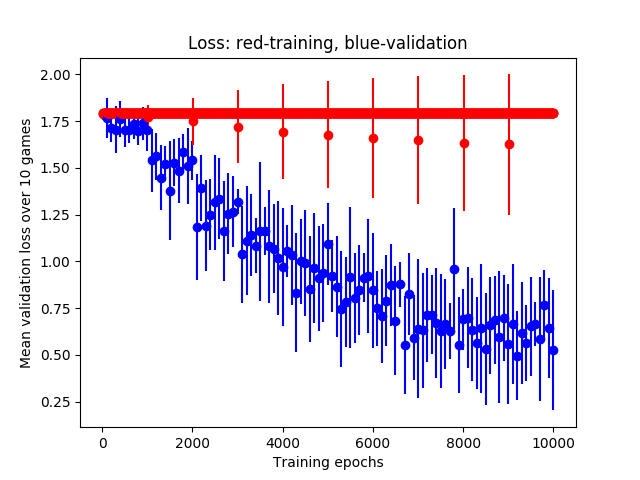 Loss: red-training, blue-validation
2.00
1.75
1.50
1.25
1.00
0.75
0.50
0.25
Mean validation loss over 10 games
0 2000 4000 6000 8000 10000
Training epochs